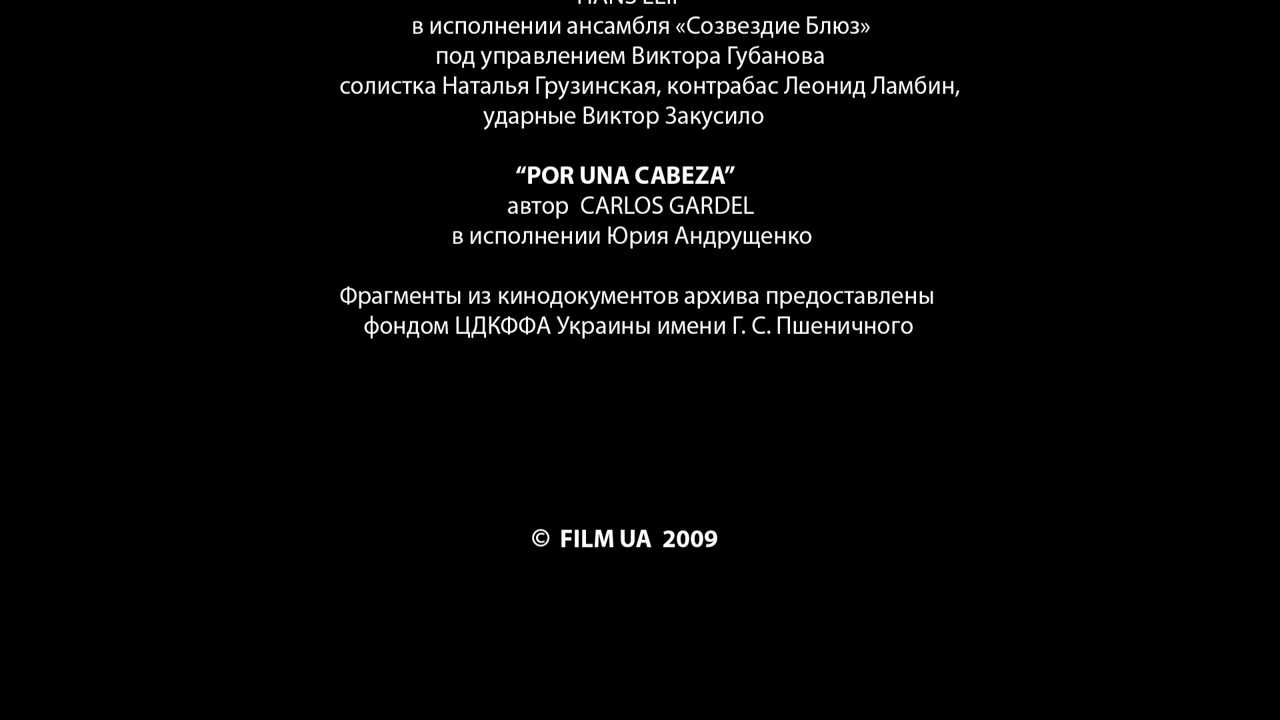 в исполнении ансамбля «Созвездие Блюз»
под управлением Виктора Губанова
солистка Наталья Грузинская, контрабас Леонид Ламбин,
ударные Виктор Закусило
“POR UNA CABEZA”
автор CARLOS GARDEL
в исполнении Юрия Андрущенко
Фрагменты из кинодокументов архива предоставлены
фондом ЦДКФФА Украины имени Г. С. Пшеничного
© FILM UA 2009